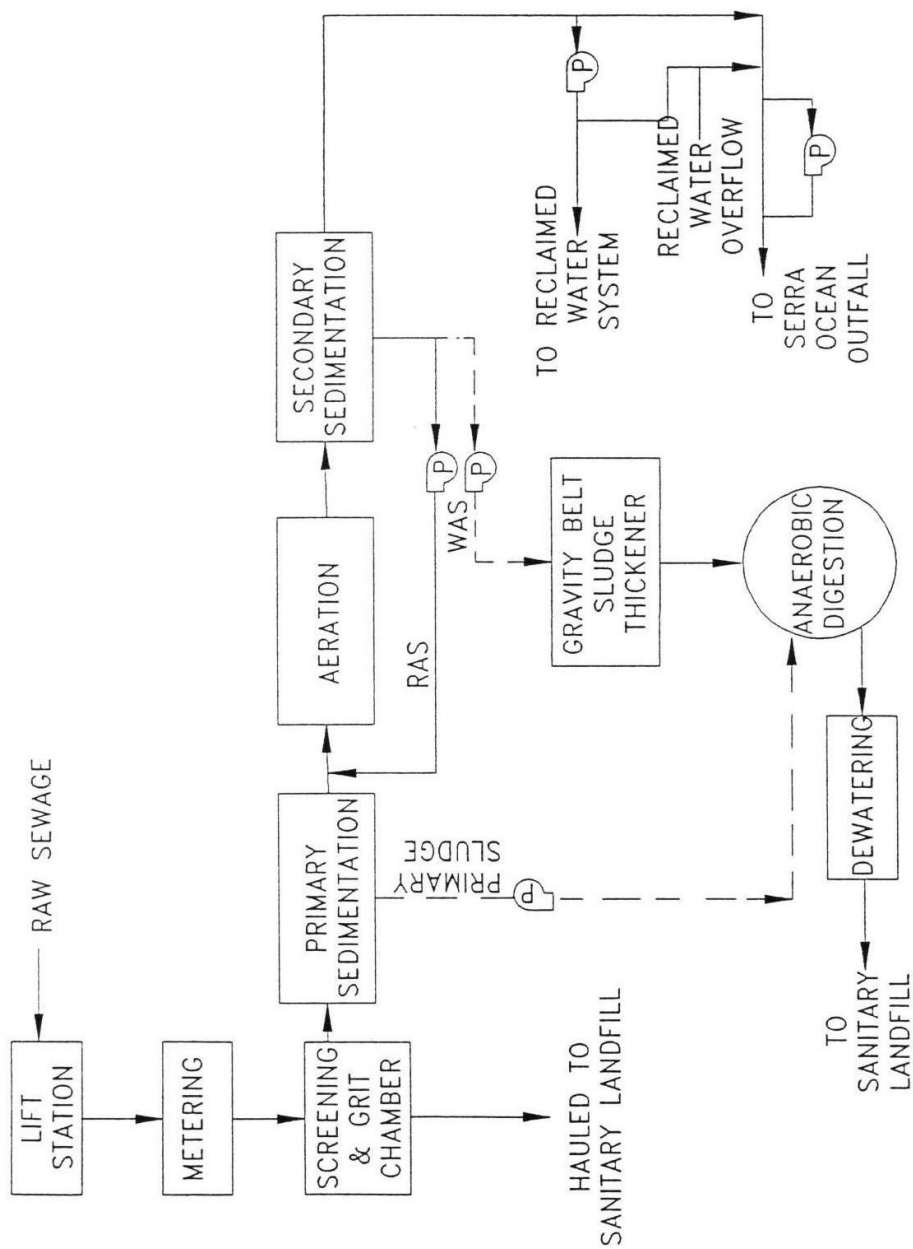 RAW SEWAGE
LIFT
STATION
METERING
SCREENING
& GRIT
CHAMBER
HAULED TO
SANITARY LANDFILL
PRIMARY
SEDIMENTATION
PRIMARY
SLUDGE
P
AERATION
SECONDARY
SEDIMENTATION
RAS
P
WAS
P
GRAVITY BELT
SLUDGE
THICKENER
ANAEROBIC
DIGESTION
DEWATERING
TO
SANITARY
LANDFILL
P
TO RECLAIMED
WATER
SYSTEM
RECLAIMED
WATER
OVERFLOW
P
TO
SERRA
OCEAN
OUTFALL